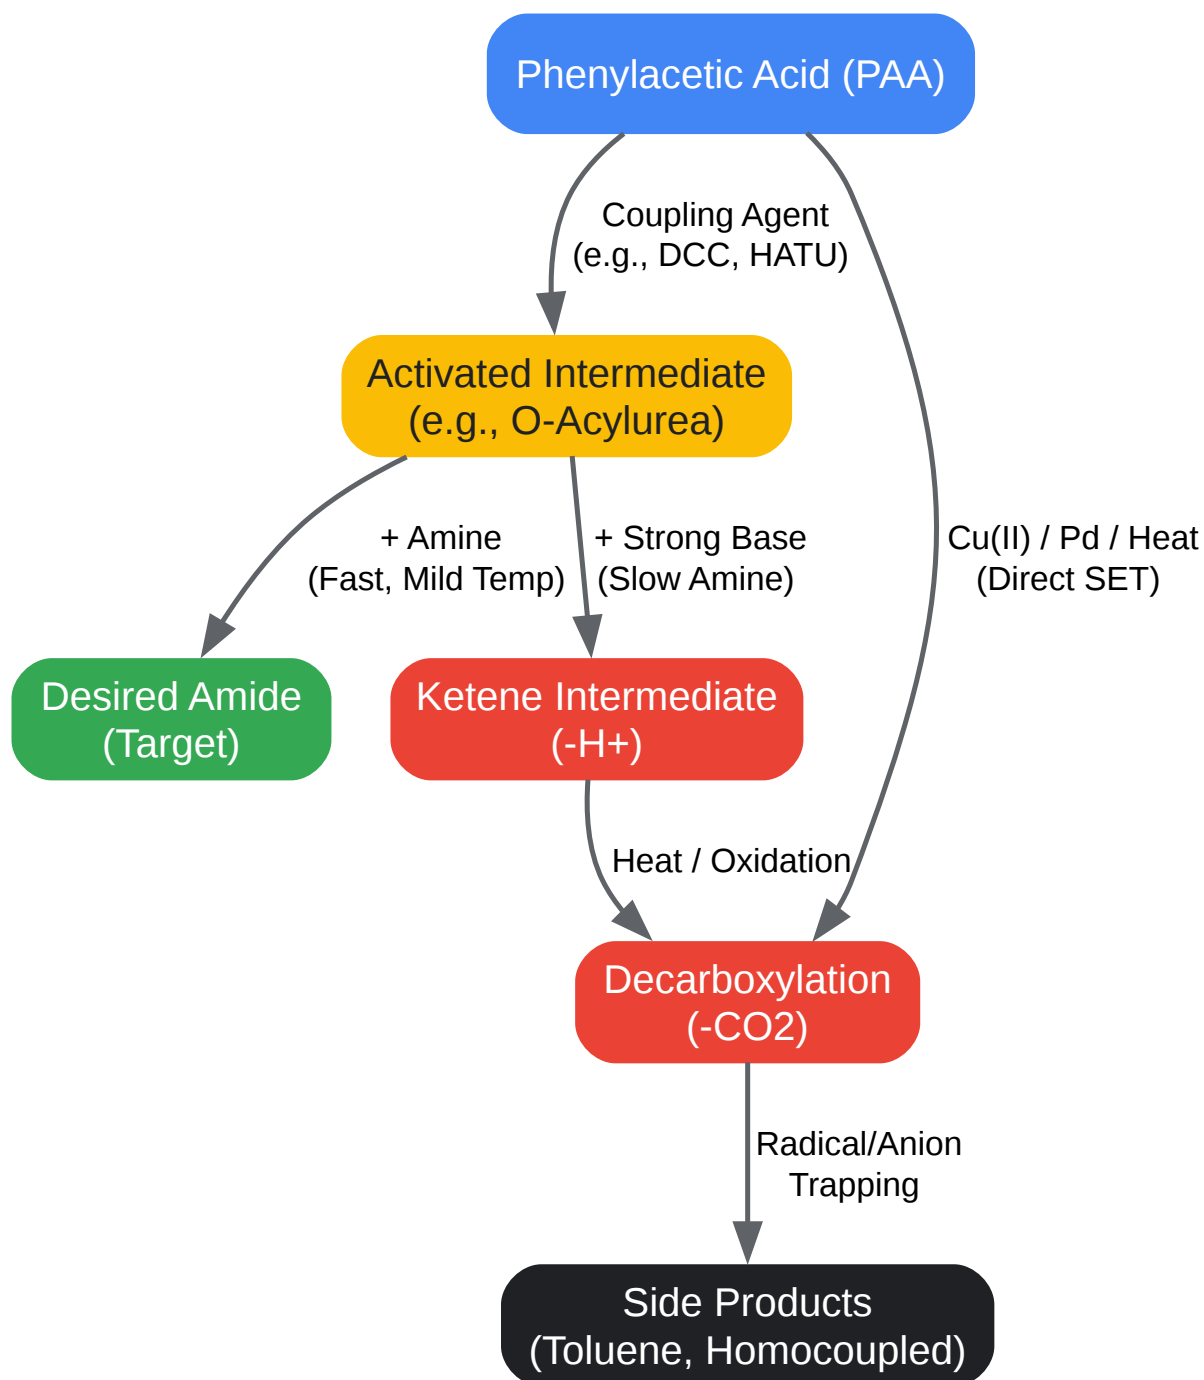 Phenylacetic Acid (PAA)
Coupling Agent
(e.g., DCC, HATU)
Activated Intermediate
(e.g., O-Acylurea)
+ Amine
(Fast, Mild Temp)
+ Strong Base
(Slow Amine)
Cu(II) / Pd / Heat
(Direct SET)
Desired Amide
(Target)
Ketene Intermediate
(-H+)
Heat / Oxidation
Decarboxylation
(-CO2)
Radical/Anion
Trapping
Side Products
(Toluene, Homocoupled)